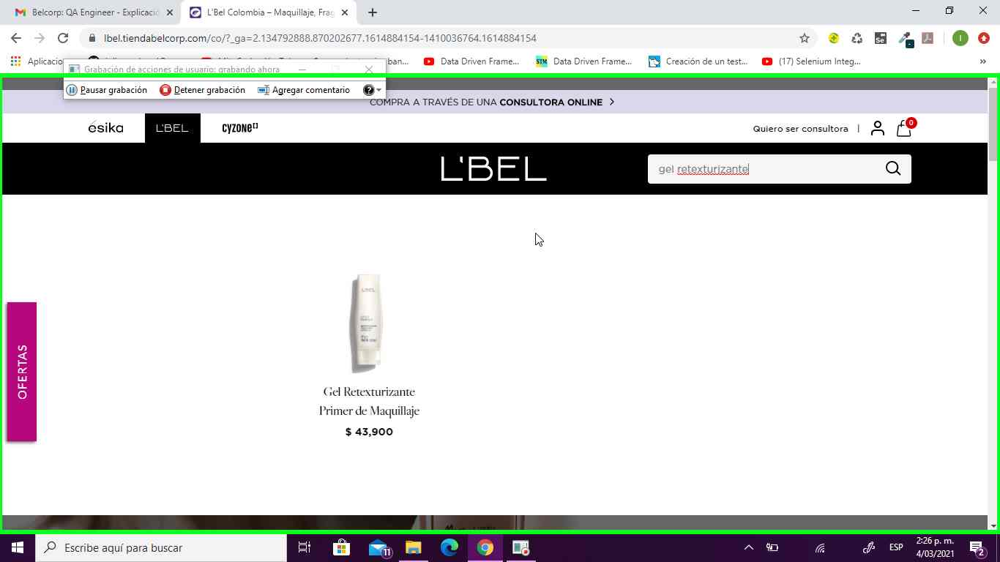 Belcorp: QA Engineer - Explicació
L'Bel Colombia – Maquillaje, Frag
lbel.tiendabelcorp.com/co/?_ga=2.134792888.870202677.1614884154-1410036764.1614884154
Aplicacio
ban...
Data Driven Frame...
STM
Data Driven Frame...
Creación de un test...
(17) Selenium Integ...
»
Se
I
Grabación de acciones de usuario: grabando ahora
Pausar grabación
Detener grabación
Agregar comentario
COMPRA A TRAVÉS DE UNA CONSULTORA ONLINE >
ésika
L'BEL
cyzone
Quiero ser consultora |
0
L'BEL
gel retexturizante
L'BEL
Gel Retexturizante
Primer de Maquillaje
$ 43,900
OFERTAS
Escribe aquí para buscar
11
ESP
2:26 p. m.
4/03/2021
2